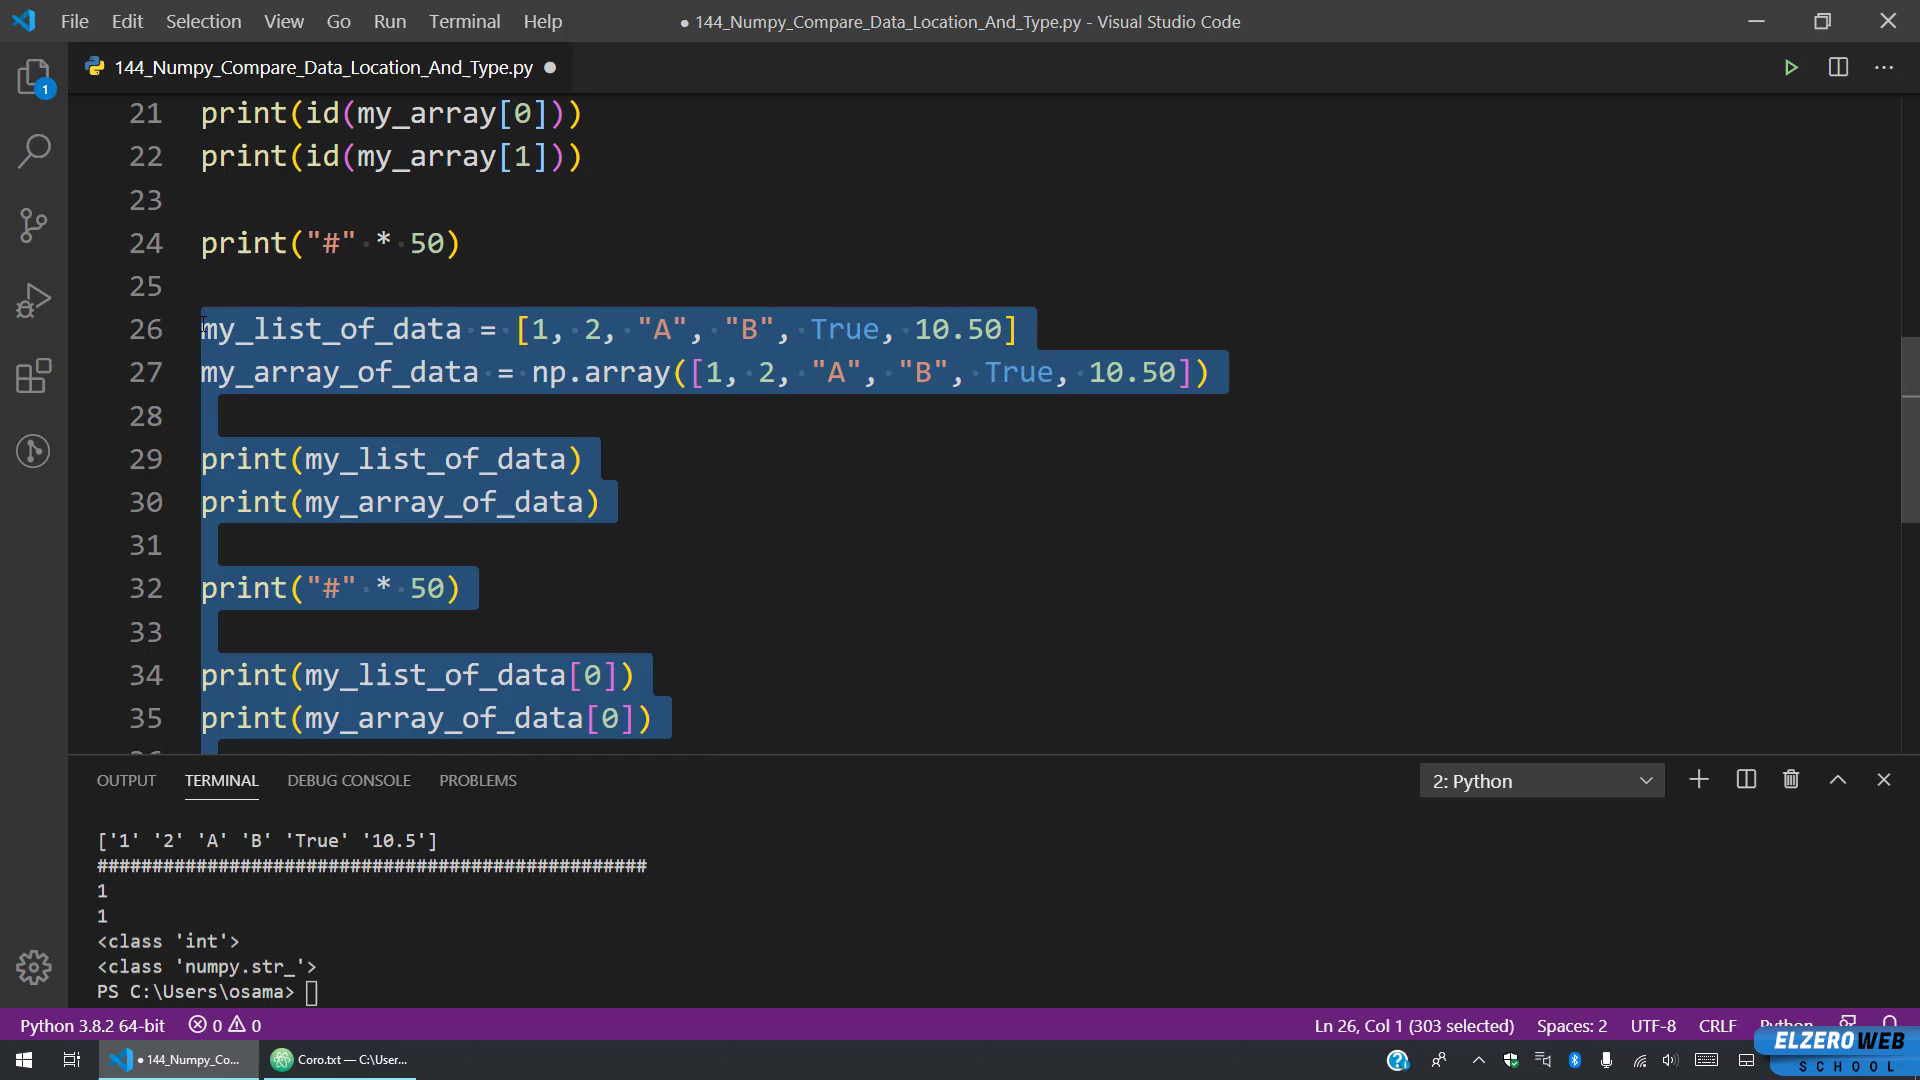 File Edit Selection View Go Run Terminal Help
● 144_Numpy_Compare_Data_Location_And_Type.py - Visual Studio Code
144_Numpy_Compare_Data_Location_And_Type.py ●
1
21 print(id(my_array[0]))
22 print(id(my_array[1]))
23
24 print("#" * 50)
25
26 my_list_of_data = [1, 2, "A", "B", True, 10.50]
27 my_array_of_data = np.array([1, 2, "A", "B", True, 10.50])
28
29 print(my_list_of_data)
30 print(my_array_of_data)
31
32 print("#" * 50)
33
34 print(my_list_of_data[0])
35 print(my_array_of_data[0])
OUTPUT TERMINAL DEBUG CONSOLE PROBLEMS
2: Python
['1' '2' 'A' 'B' 'True' '10.5']
##################################################
1
1
<class 'int'>
<class 'numpy.str_'>
PS C:\Users\osama>
Python 3.8.2 64-bit 0 0
Ln 26, Col 1 (303 selected) Spaces: 2 UTF-8 CRLF Python
● 144_Numpy_Co... Coro.txt — C:\User...
ELZEROWEB
SCHOOL